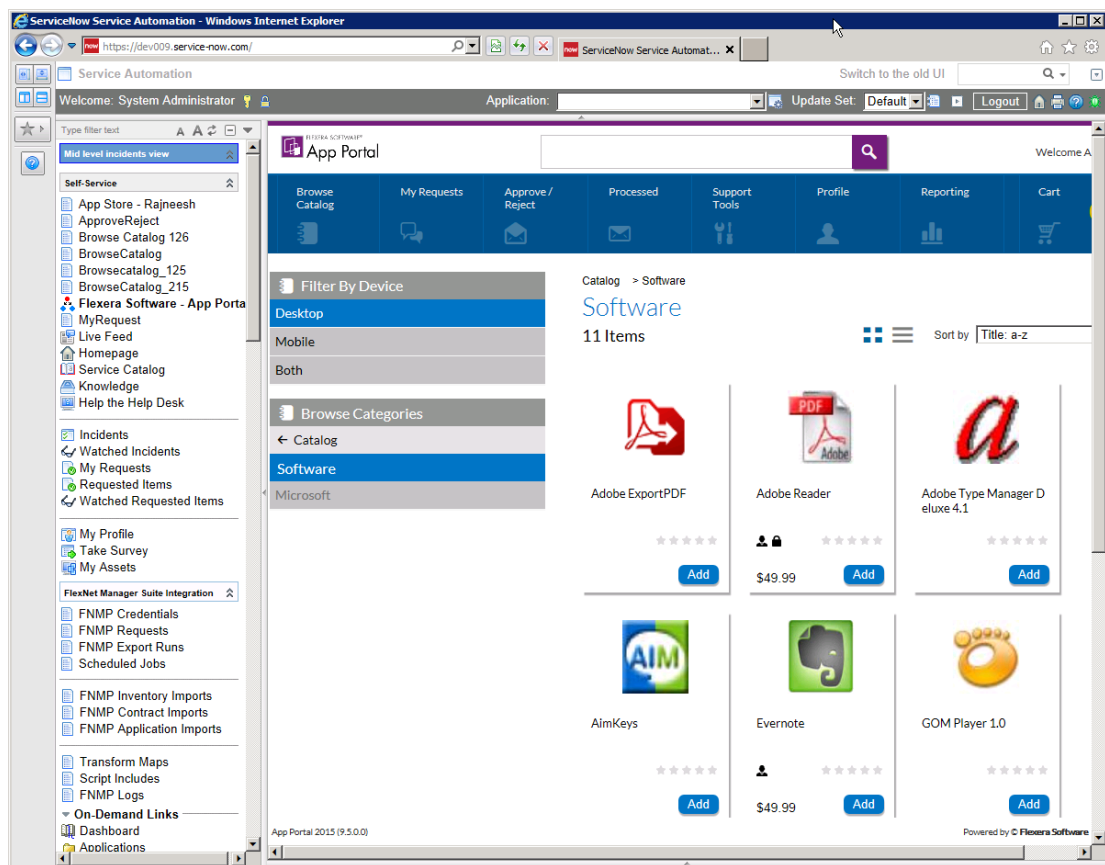 ServiceNow Service Automation - Windows Internet Explorer
https://dev009.service-now.com/
now
ServiceNow Service Automat...
Service Automation
Switch to the old UI
Welcome: System Administrator
Application:
Update Set: Default
Logout
Type filter text
A A
Mid level incidents view
Self-Service
App Store - Rajneesh
ApproveReject
Browse Catalog 126
BrowseCatalog
Browsecatalog_125
BrowseCatalog_215
Flexera Software - App Porta
MyRequest
Live Feed
Homepage
Service Catalog
Knowledge
Help the Help Desk
Incidents
Watched Incidents
My Requests
Requested Items
Watched Requested Items
My Profile
Take Survey
My Assets
FlexNet Manager Suite Integration
FNMP Credentials
FNMP Requests
FNMP Export Runs
Scheduled Jobs
FNMP Inventory Imports
FNMP Contract Imports
FNMP Application Imports
Transform Maps
Script Includes
FNMP Logs
On-Demand Links
Dashboard
Applications
FLEXERA SOFTWARE
App Portal
Welcome A
Browse
Catalog
My Requests
Approve /
Reject
Processed
Support
Tools
Profile
Reporting
Cart
Filter By Device
Desktop
Mobile
Both
Browse Categories
← Catalog
Software
Microsoft
Catalog > Software
Software
11 Items
Sort by Title: a-z
Adobe ExportPDF
Add
PDF
Adobe
Adobe Reader
$49.99
Add
a
Adobe Type Manager D
eluxe 4.1
Add
AIM
AimKeys
Add
Evernote
$49.99
Add
GOM Player 1.0
Add
App Portal 2015 (9.5.0.0)
Powered by © Flexera Software